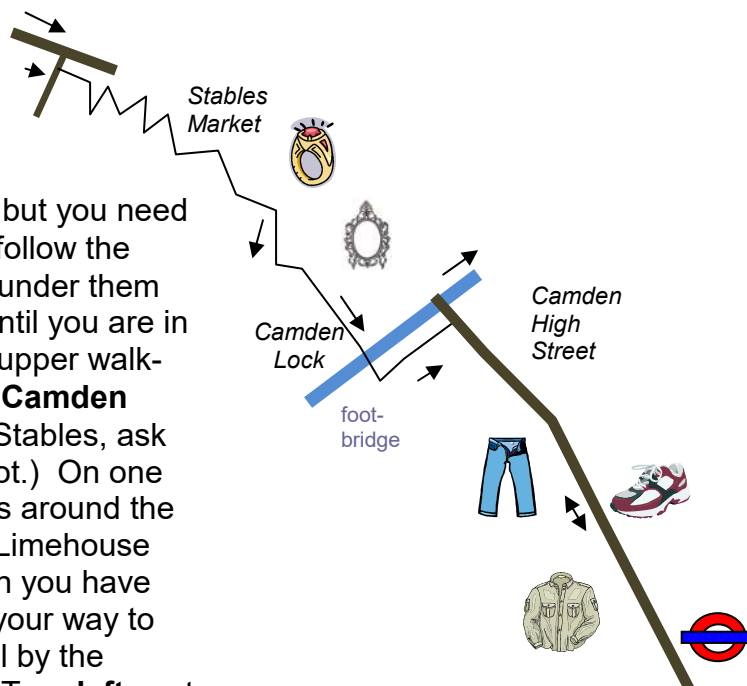 Stables
Market
but you need
follow the
under them
ntil you are in
upper walk-
Camden
Stables, ask
ot.) On one
s around the
Limehouse
n you have
your way to
l by the
left
Camden
Lock
foot-
bridge
Camden
High
Street